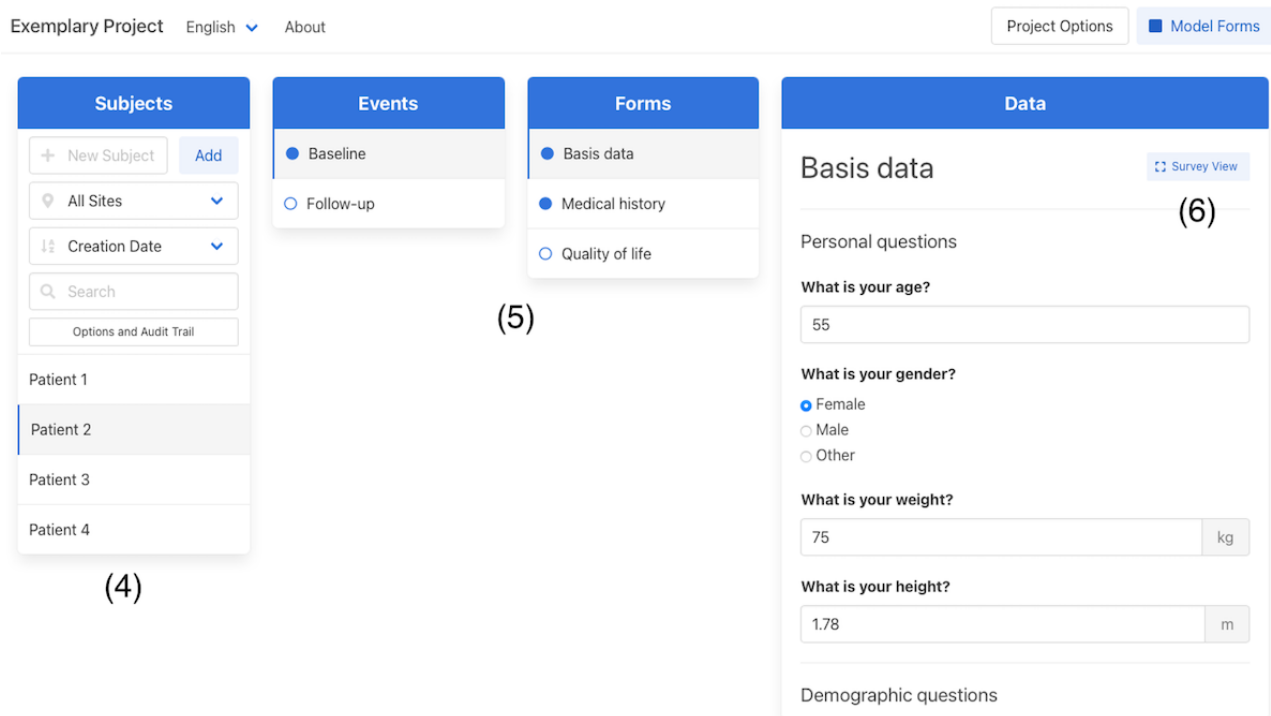 Exemplary Project English About Project Options Model Forms
Subjects
New Subject Add
All Sites
Creation Date
Search
Options and Audit Trail
Patient 1
Patient 2
Patient 3
Patient 4
(4)
Events
Baseline
Follow-up
Forms
Basis data
Medical history
Quality of life
(5)
Data
Basis data Survey View
(6)
Personal questions
What is your age?
55
What is your gender?
Female
Male
Other
What is your weight?
75 kg
What is your height?
1.78 m
Demographic questions